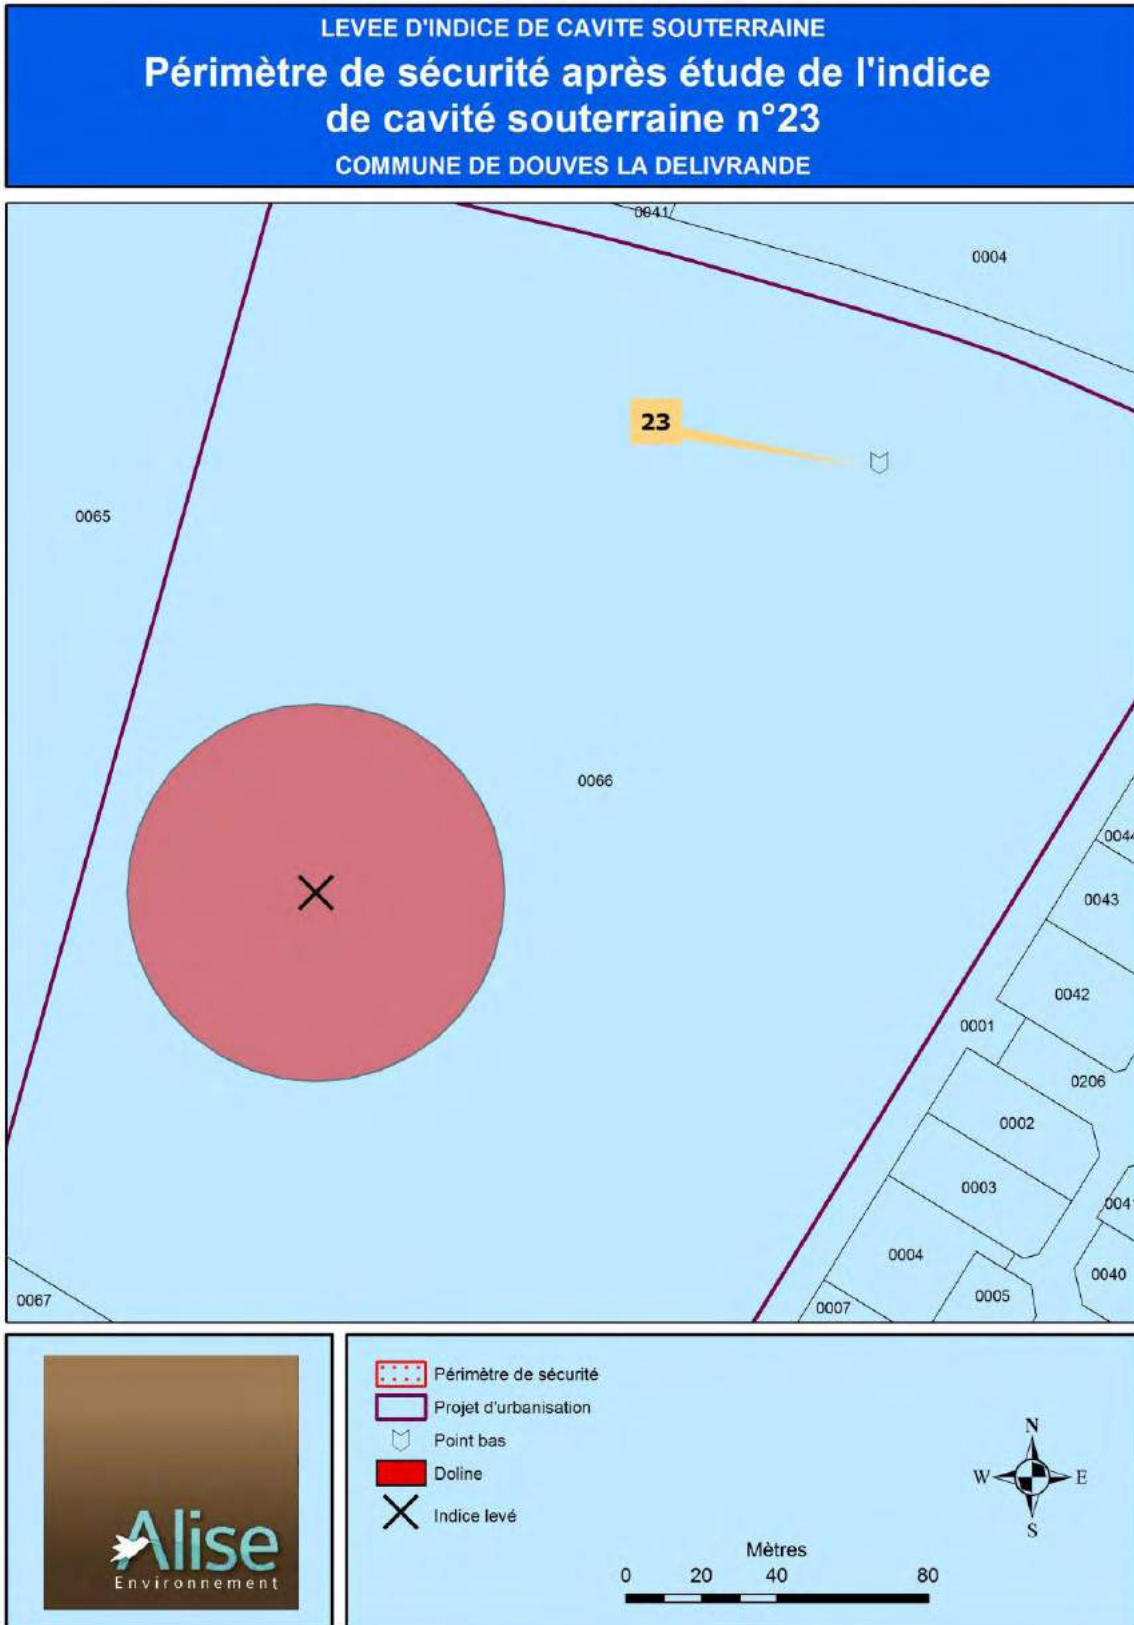 LEVEE D'INDICE DE CAVITE SOUTERRAINE
Périmètre de sécurité après étude de l'indice
de cavité souterraine n°23
COMMUNE DE DOUVES LA DELIVRANDE
0041
0004
23
0065
0066
0044
0043
0042
0001
0206
0002
0003
0041
0004
0040
0005
0007
0067
Périmètre de sécurité
Projet d'urbanisation
Point bas
Doline
Indice levé
N
W E
S
Mètres
0 20 40 80
Alise
Environnement